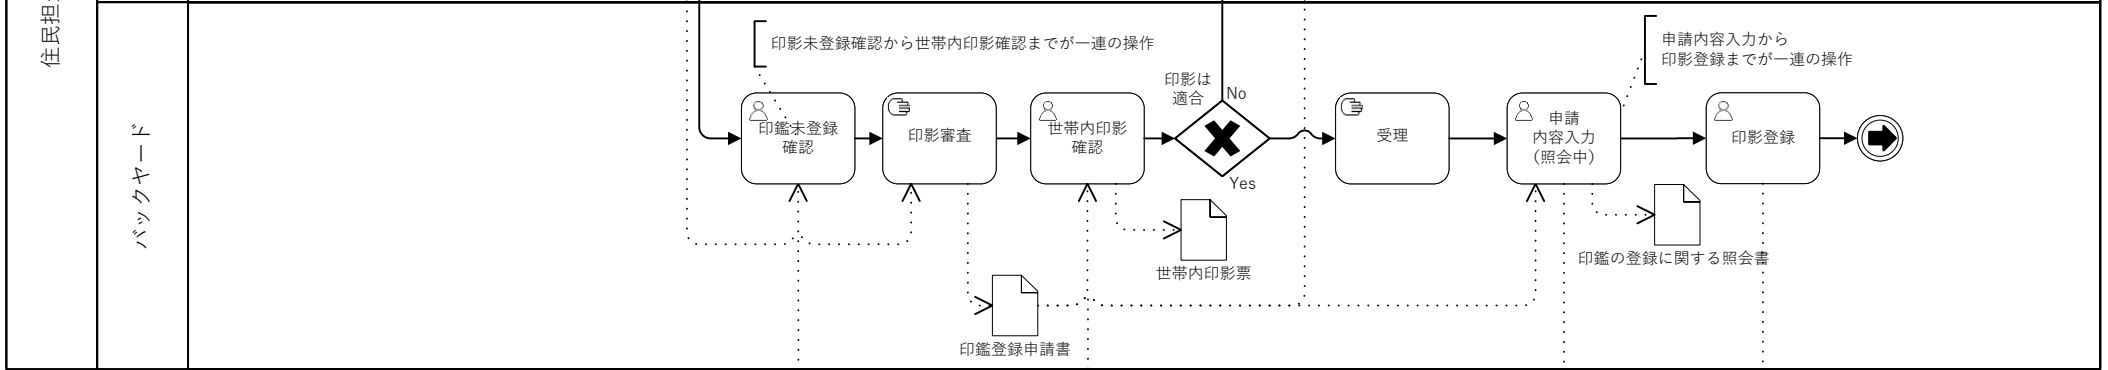 住民担
バックヤード
印影未登録確認から世帯内印影確認までが一連の操作
申請内容入力から
印影登録までが一連の操作
印影は
適合
No
Yes
印鑑未登録
確認
印影審査
世帯内印影
確認
受理
申請
内容入力
（照会中）
印影登録
世帯内印影票
印鑑の登録に関する照会書
印鑑登録申請書